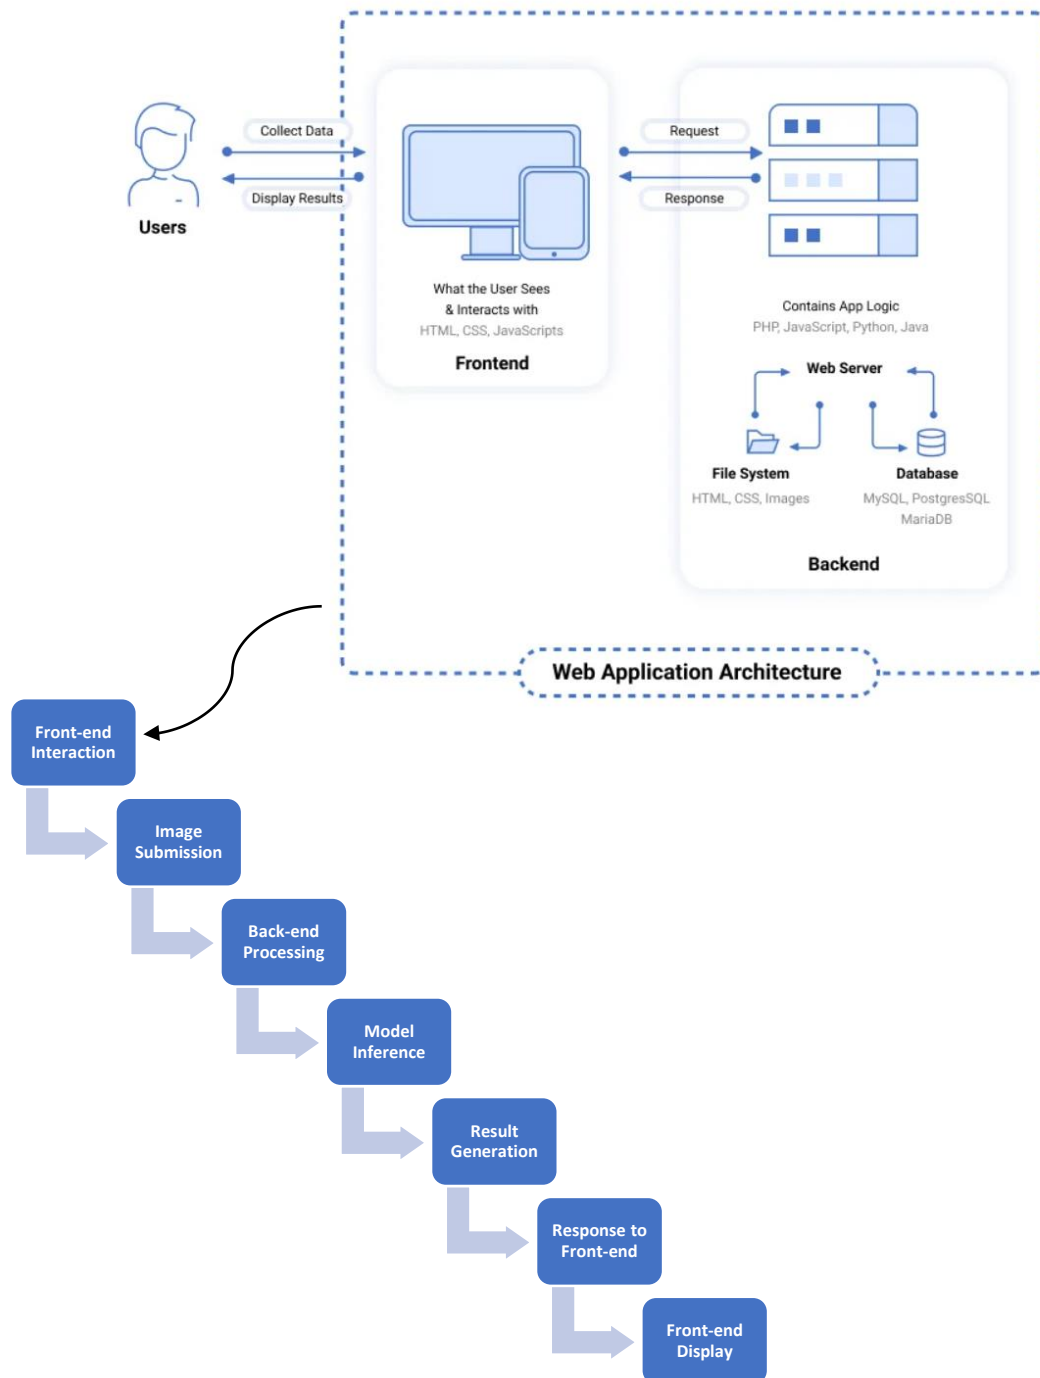 Collect Data
Display Results
Users
What the User Sees
& Interacts with
HTML, CSS, JavaScripts
Frontend
Request
Response
Contains App Logic
PHP, JavaScript, Python, Java
Web Server
File System
HTML, CSS, Images
Database
MySQL, PostgresSQL
MariaDB
Backend
Web Application Architecture
Front-end
Interaction
Image
Submission
Back-end
Processing
Model
Inference
Result
Generation
Response to
Front-end
Front-end
Display